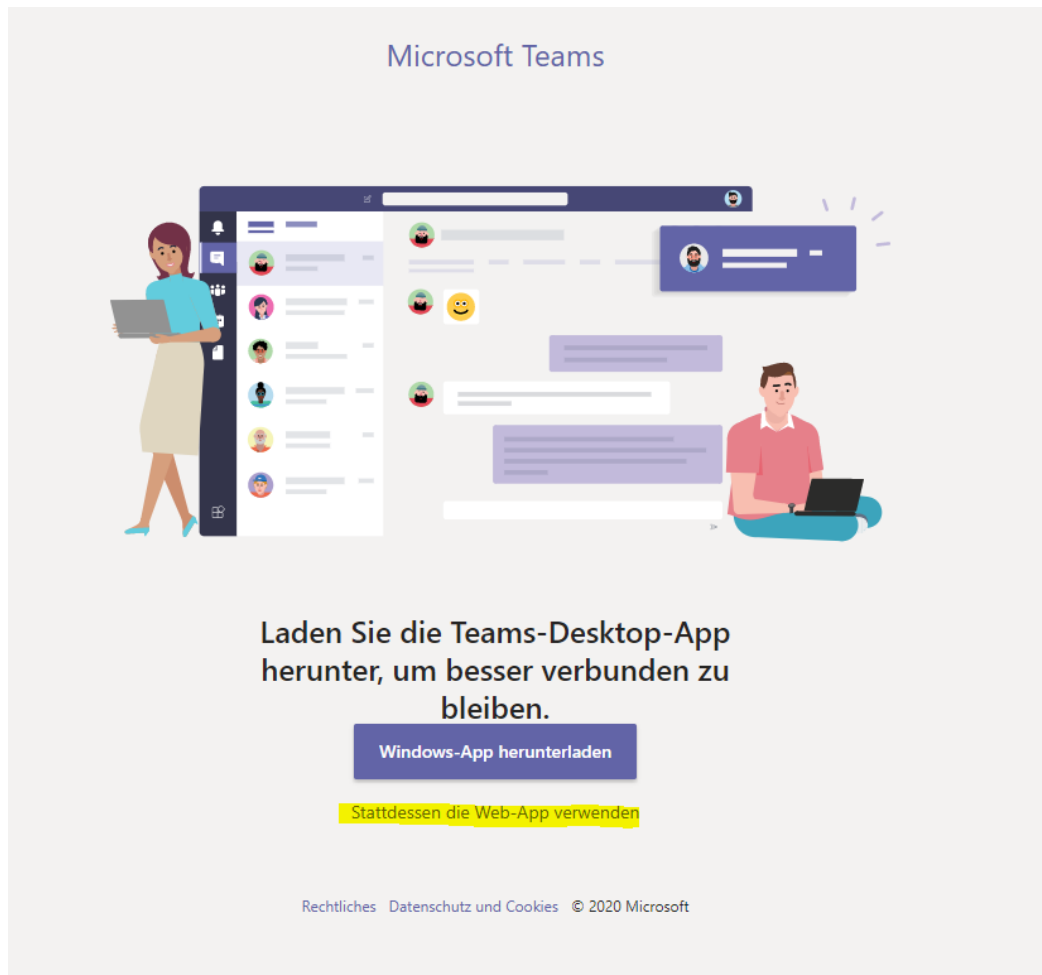 Microsoft Teams
Laden Sie die Teams-Desktop-App
herunter, um besser verbunden zu
bleiben.
Windows-App herunterladen
Stattdessen die Web-App verwenden
Rechtliches Datenschutz und Cookies © 2020 Microsoft